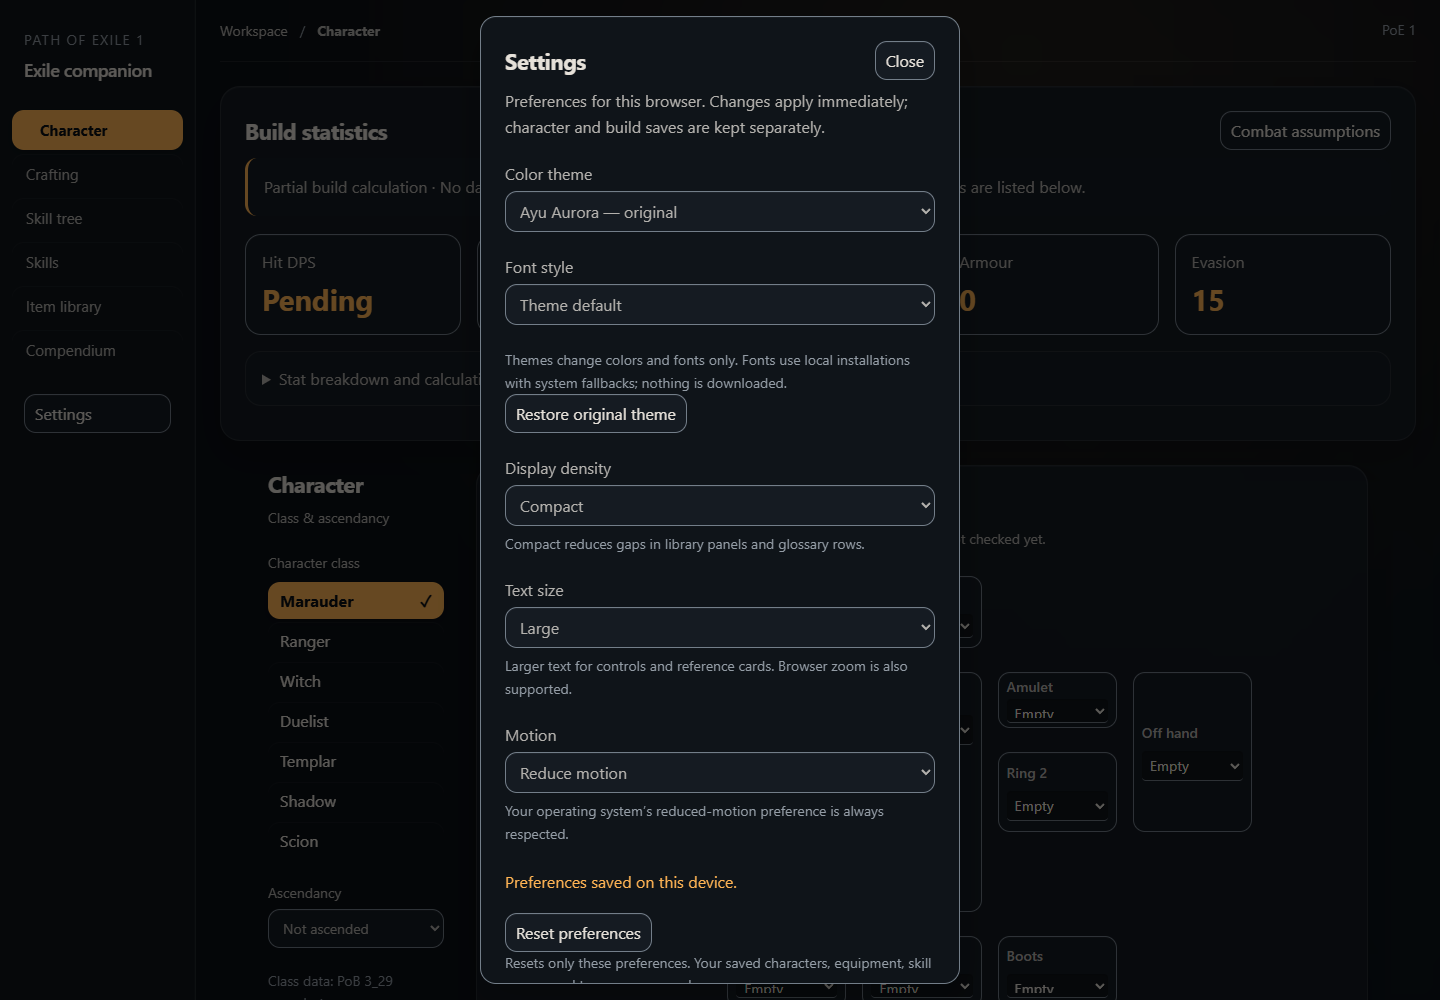 PATH OF EXILE 1
Exile companion
Character
Crafting
Skill tree
Skills
Item library
Compendium
Settings
Workspace / Character
PoE 1
Build statistics
Combat assumptions
Partial build calculation · No da
s are listed below.
Hit DPS
Pending
Armour
0
Evasion
15
Stat breakdown and calculati
Character
Class & ascendancy
Character class
Marauder ✓
Ranger
Witch
Duelist
Templar
Shadow
Scion
Ascendancy
Not ascended
Class data: PoB 3_29
t checked yet.
Amulet
Empty
Off hand
Empty
Ring 2
Empty
Boots
Empty
Empty
Empty
Settings
Close
Preferences for this browser. Changes apply immediately;
character and build saves are kept separately.
Color theme
Ayu Aurora — original
Font style
Theme default
Themes change colors and fonts only. Fonts use local installations
with system fallbacks; nothing is downloaded.
Restore original theme
Display density
Compact
Compact reduces gaps in library panels and glossary rows.
Text size
Large
Larger text for controls and reference cards. Browser zoom is also
supported.
Motion
Reduce motion
Your operating system's reduced-motion preference is always
respected.
Preferences saved on this device.
Reset preferences
Resets only these preferences. Your saved characters, equipment, skill